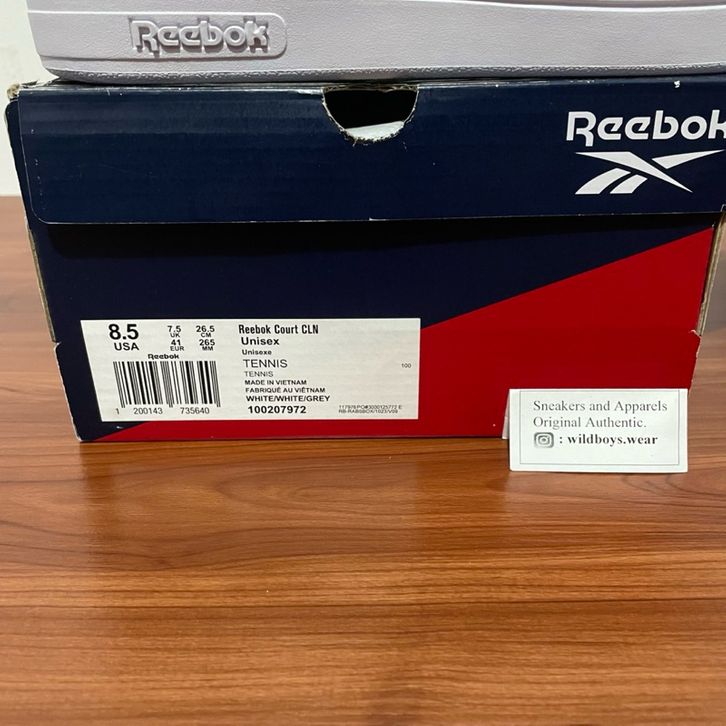 Reebok
Reebok
8.5
USA
7.5
UK
41
EUR
26.5
CM
265
MM
Reebok
1 200143 735640
Reebok Court CLN
Unisex
Unisexe
TENNIS
TENNIS
MADE IN VIETNAM
FABRIQUÉ AU VIÊTNAM
WHITE/WHITE/GREY
100207972
100
Sneakers and Apparels
Original Authentic.
: wildboys.wear